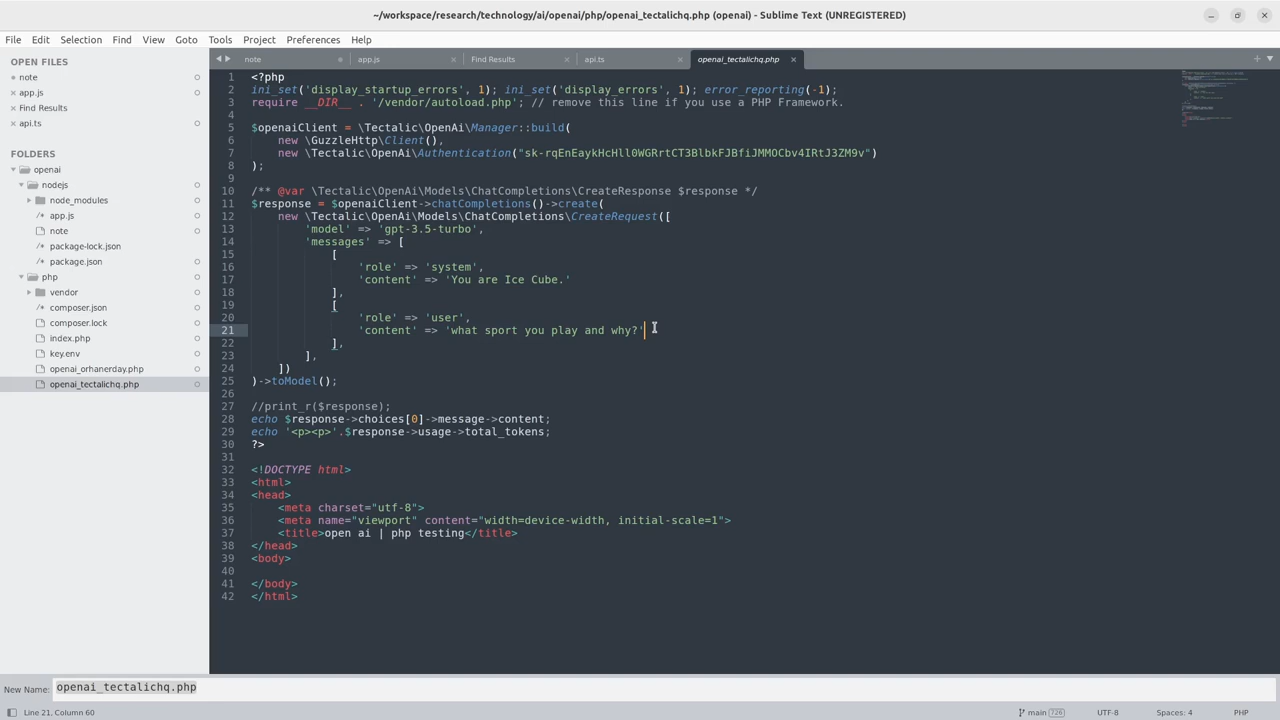 ~/workspace/research/technology/ai/openai/php/openai_tectalichq.php (openai) - Sublime Text (UNREGISTERED)
File Edit Selection Find View Goto Tools Project Preferences Help
OPEN FILES
note
app.js
Find Results
api.ts
FOLDERS
openai
nodejs
node_modules
app.js
note
package-lock.json
package.json
php
vendor
composer.json
composer.lock
index.php
key.env
openai_orhanerday.php
openai_tectalichq.php
note app.js Find Results api.ts openai_tectalichq.php
1 <?php
2 ini_set('display_startup_errors', 1); ini_set('display_errors', 1); error_reporting(-1);
3 require __DIR__ . '/vendor/autoload.php'; // remove this line if you use a PHP Framework.
4
5 $openaiClient = \Tectalic\OpenAi\Manager::build(
6 new \GuzzleHttp\Client(),
7 new \Tectalic\OpenAi\Authentication("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")
8 );
9
10 /** @var \Tectalic\OpenAi\Models\ChatCompletions\CreateResponse $response */
11 $response = $openaiClient->chatCompletions()->create(
12 new \Tectalic\OpenAi\Models\ChatCompletions\CreateRequest([
13 'model' => 'gpt-3.5-turbo',
14 'messages' => [
15 [
16 'role' => 'system',
17 'content' => 'You are Ice Cube.'
18 ],
19 [
20 'role' => 'user',
21 'content' => 'what sport you play and why?'
22 ],
23 ],
24 ])
25 )->toModel();
26
27 //print_r($response);
28 echo $response->choices[0]->message->content;
29 echo '<p><p>'.$response->usage->total_tokens;
30 ?>
31
32 <!DOCTYPE html>
33 <html>
34 <head>
35 <meta charset="utf-8">
36 <meta name="viewport" content="width=device-width, initial-scale=1">
37 <title>open ai | php testing</title>
38 </head>
39 <body>
40
41 </body>
42 </html>
New Name: openai_tectalichq.php
Line 21, Column 60 main 726 UTF-8 Spaces: 4 PHP